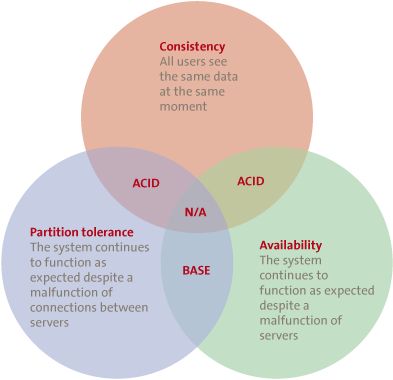 Consistency
All users see
the same data
at the same
moment
ACID
ACID
N/A
Partition tolerance
The system continues
to function as
expected despite a
malfunction of
connections between
servers
BASE
Availability
The system
continues to
function as expected
despite a
malfunction of
servers